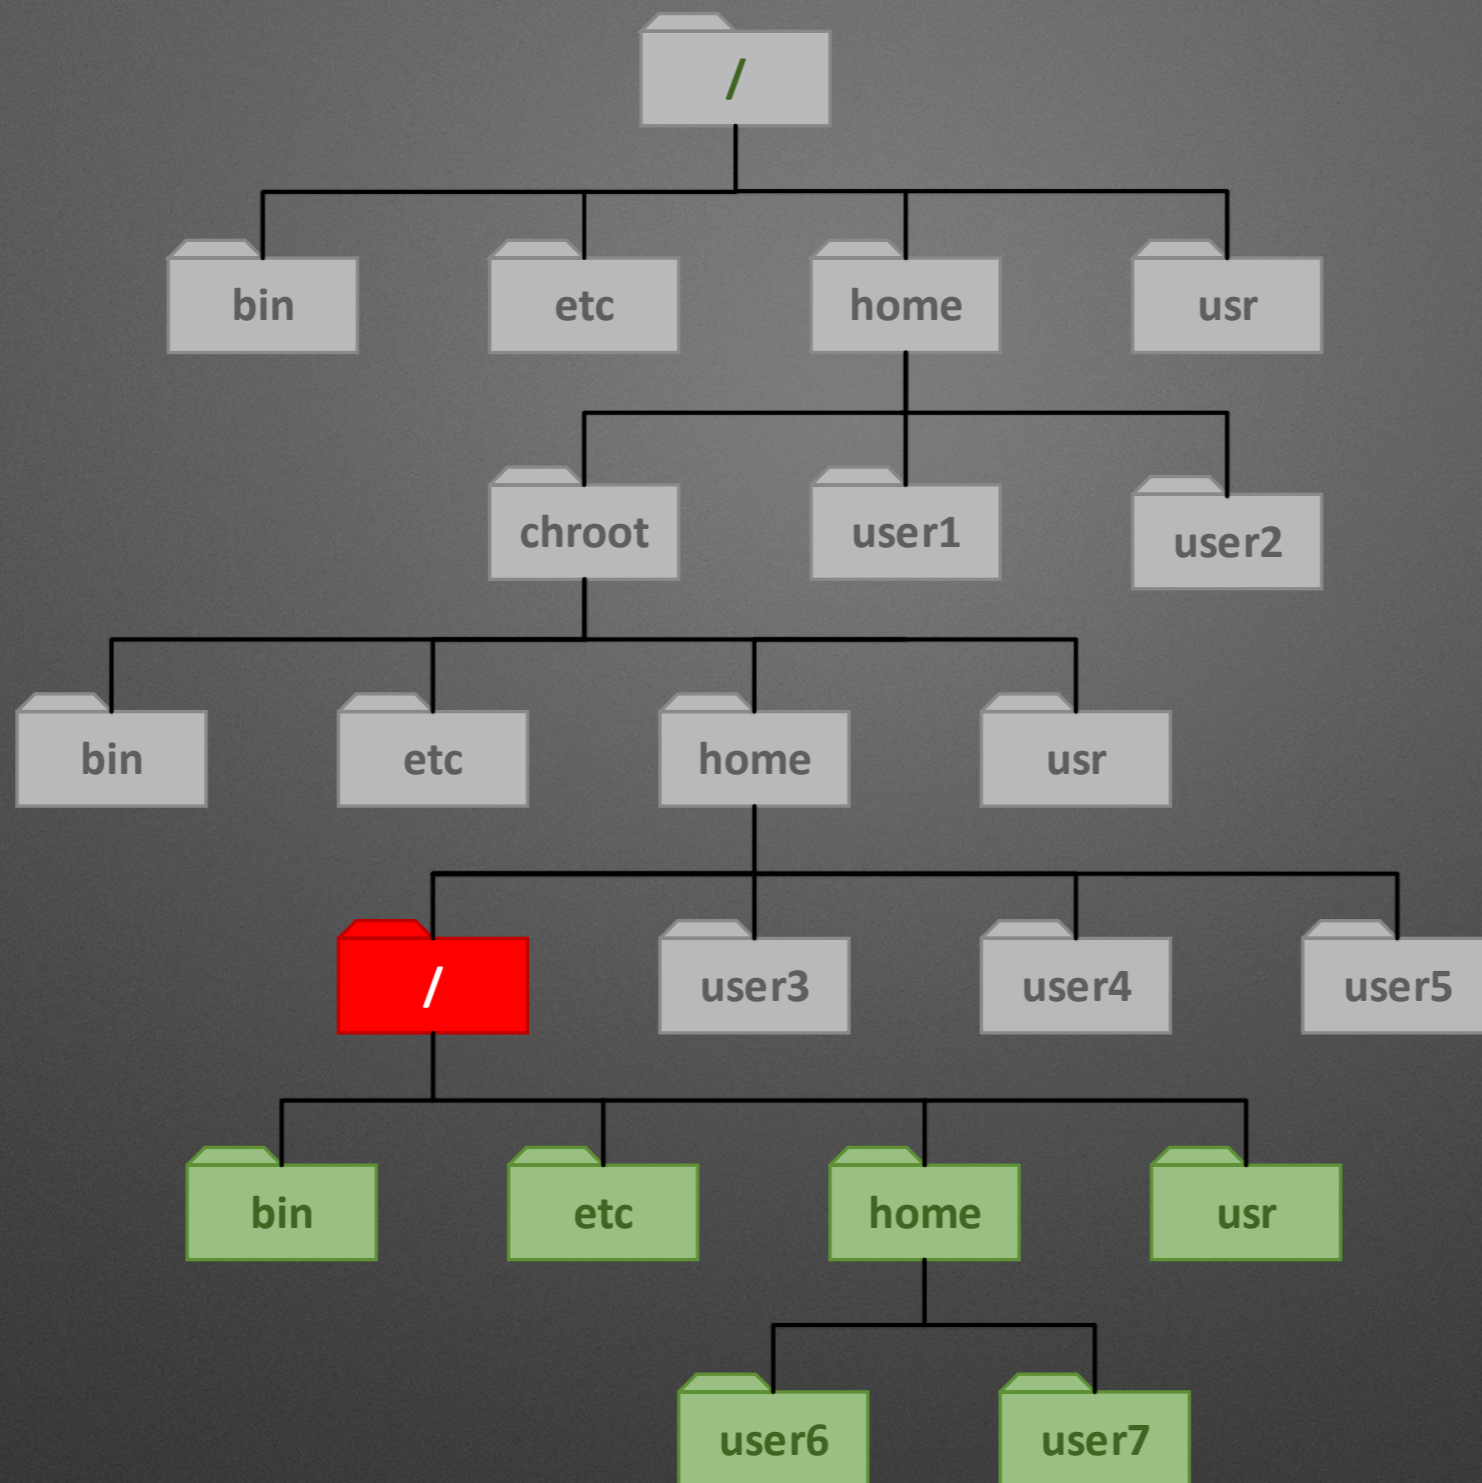 /
bin etc home usr
chroot user1 user2
bin etc home usr
/ user3 user4 user5
bin etc home usr
user6 user7